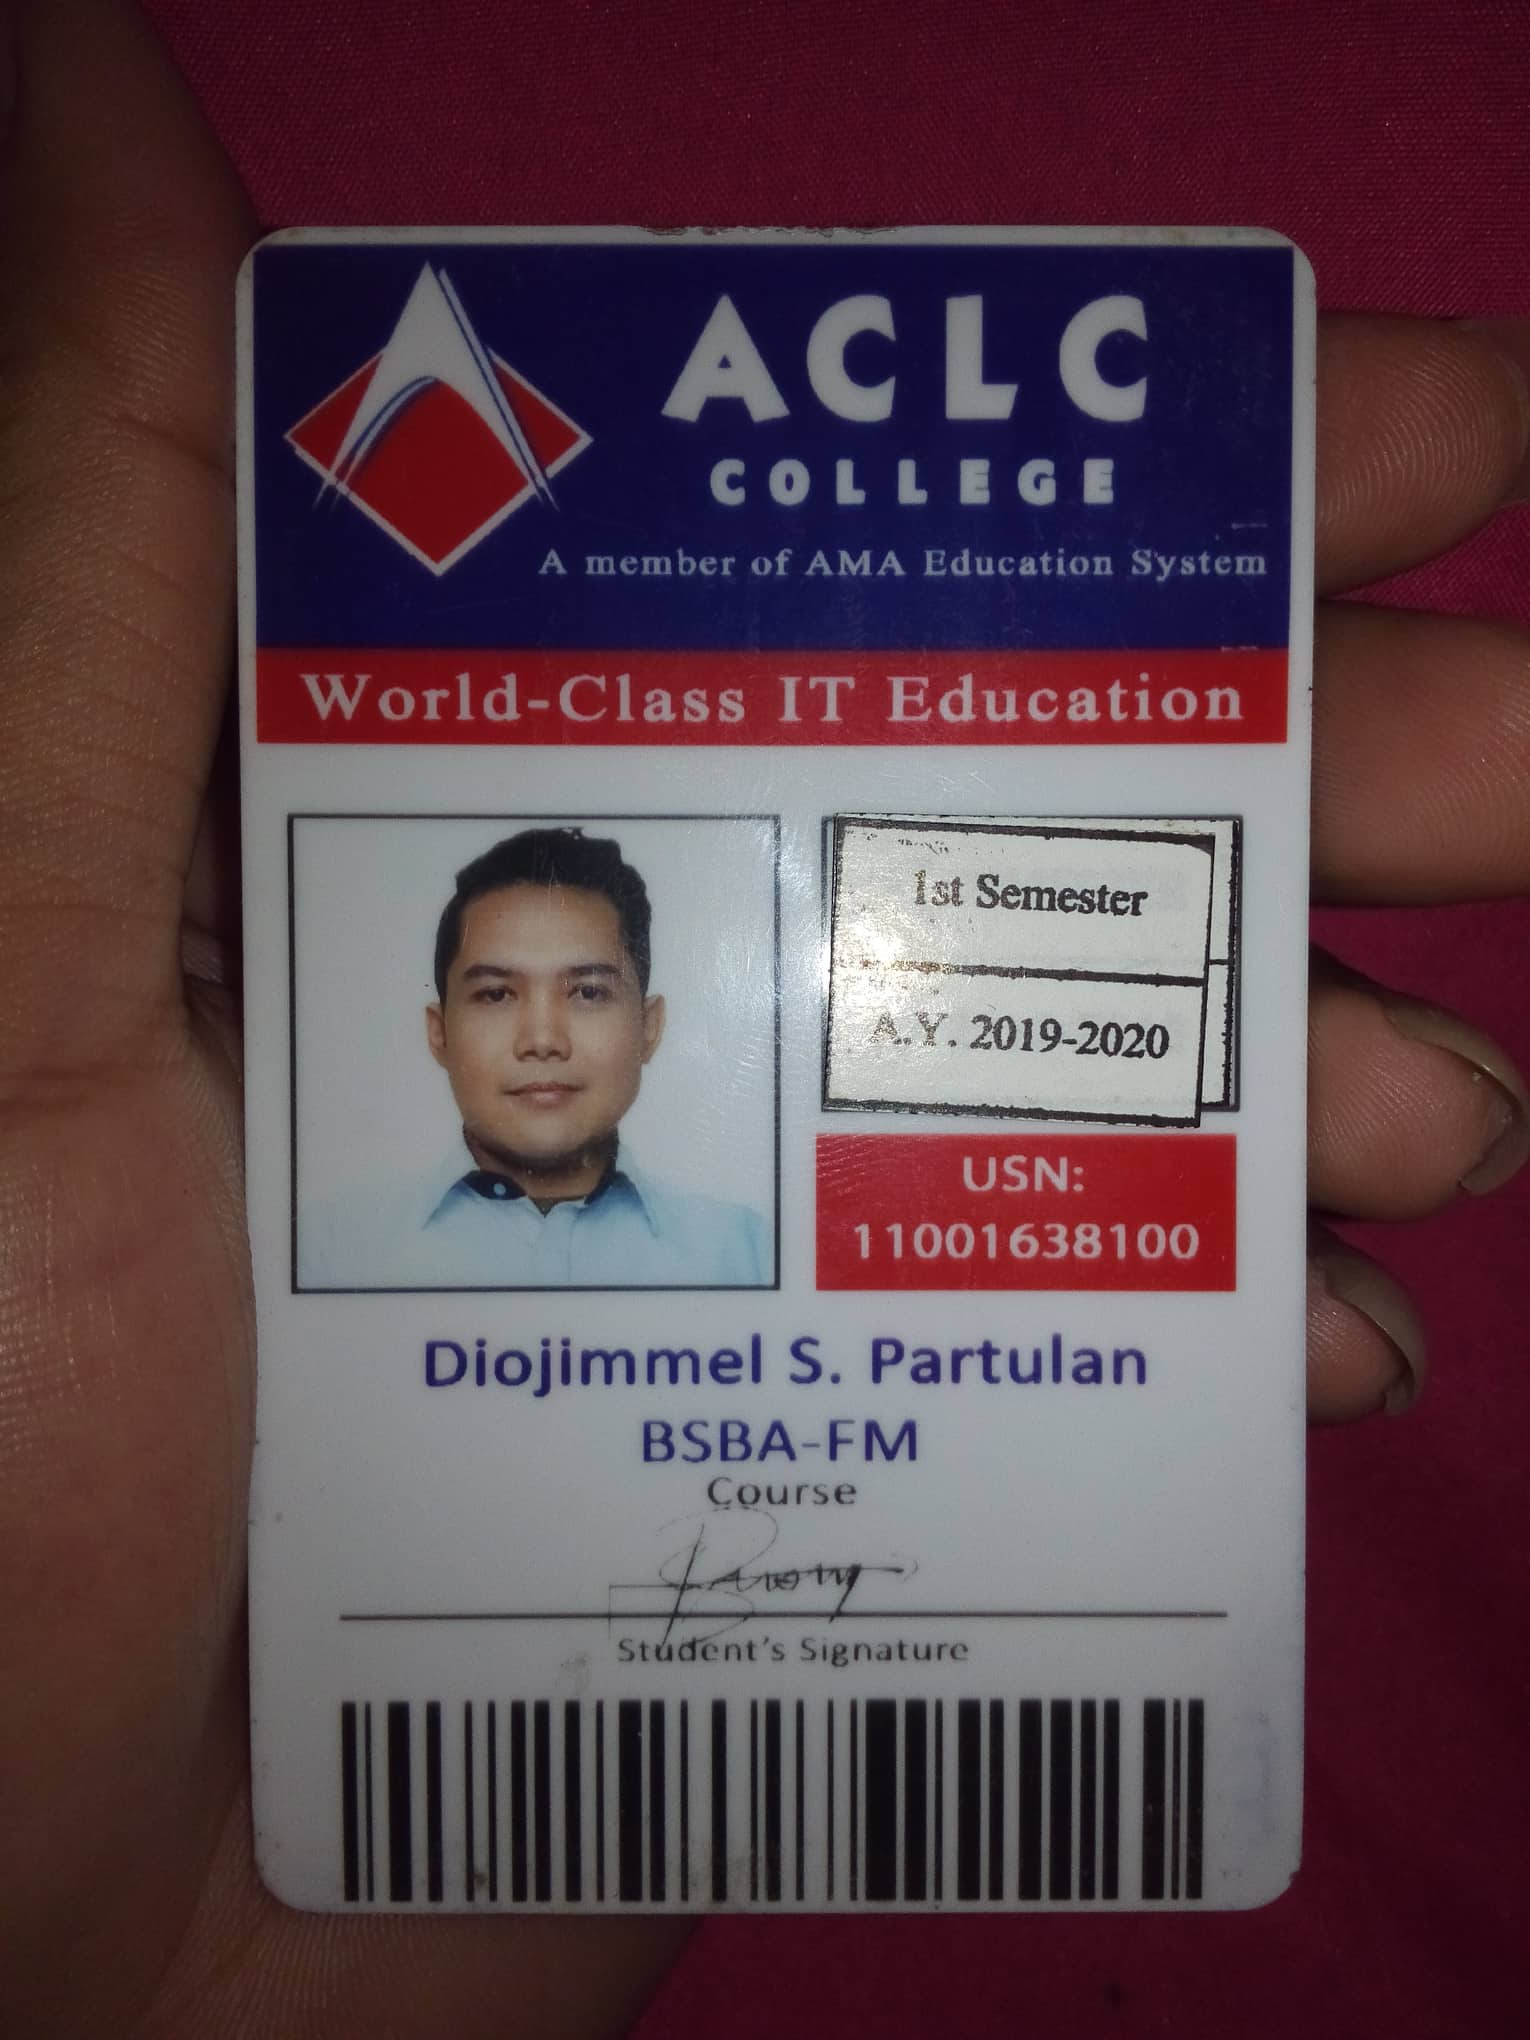 ACLC
COLLEGE
A member of AMA Education System
World-Class IT Education
1st Semester
A.Y. 2019-2020
USN:
11001638100
Diojimmel S. Partulan
BSBA-FM
Course
Student's Signature